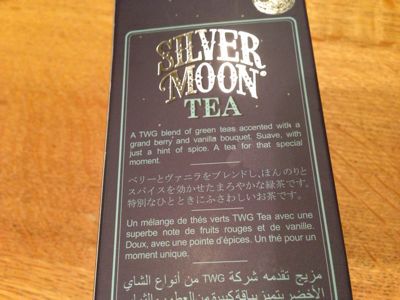 SILVER
MOON
TEA
A TWG blend of green teas accented with a
grand berry and vanilla bouquet. Suave, with
just a hint of spice. A tea for that special
moment.
ベリーとヴァニラをブレンドし、ほんのりと
スパイスを効かせたまろやかな緑茶です。
特別なひとときにふさわしいお茶です。
Un mélange de thés verts TWG Tea avec une
superbe note de fruits rouges et de vanille.
Doux, avec une pointe d'épices. Un thé pour un
moment unique.
مزيج تقدمه شركة TWG من أنواع الشاي
الأخضر يتميز بباقة كبيرة من العطور